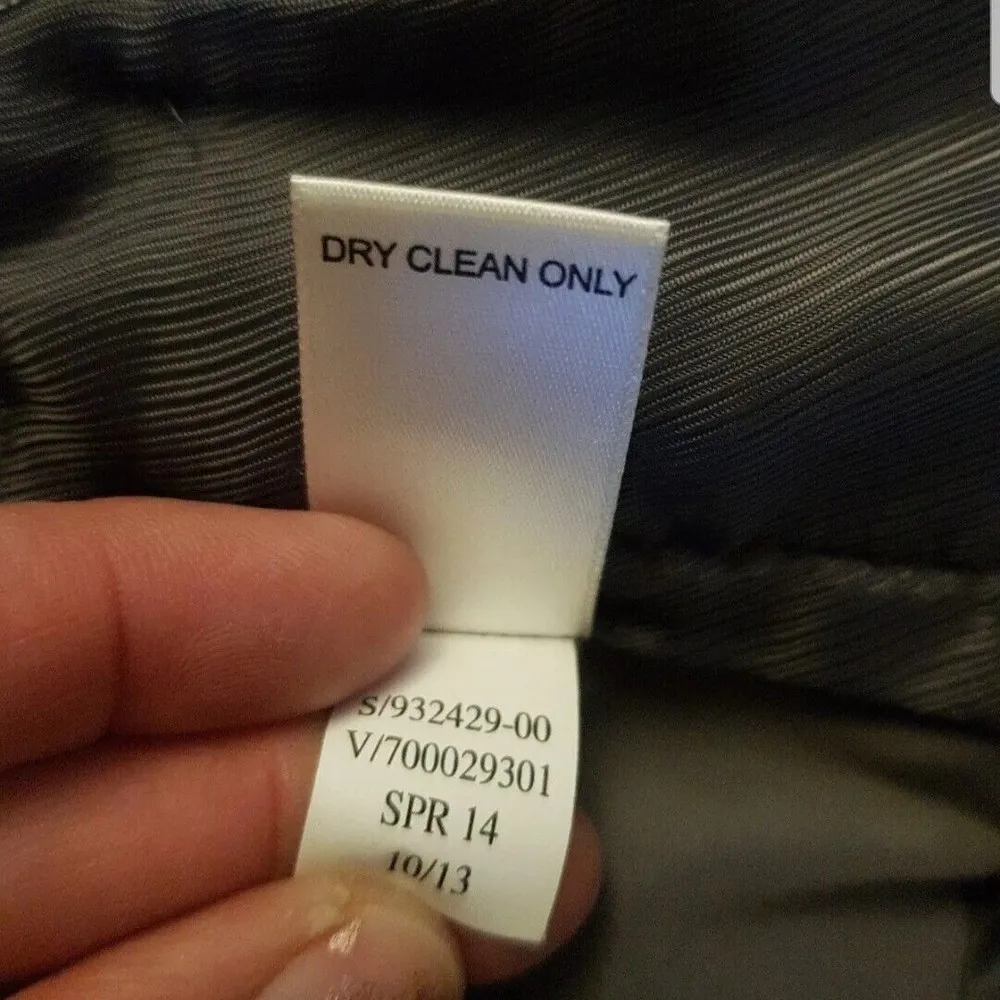 DRY CLEAN ONLY
S/932429-00
V/700029301
SPR 14
10/13